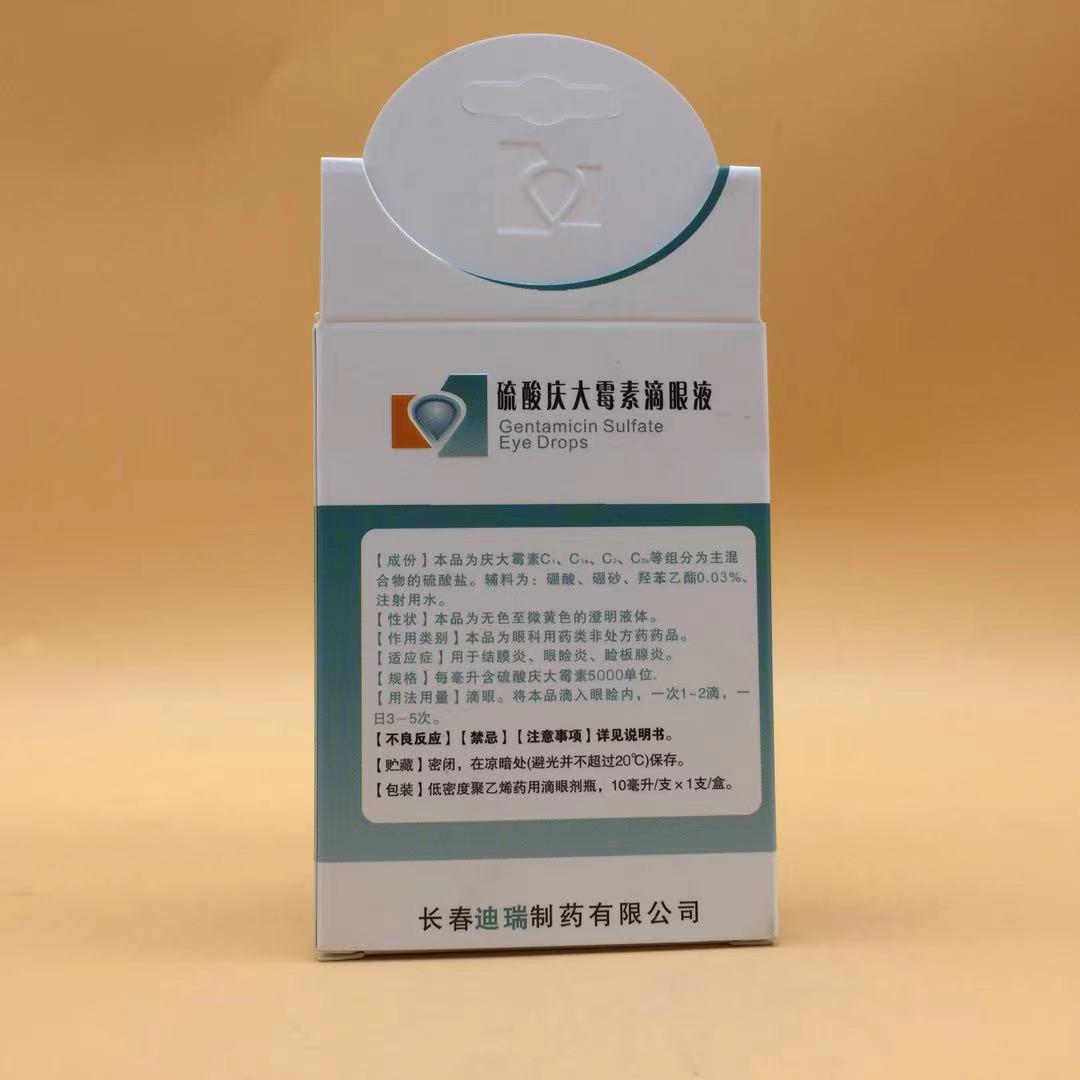 硫酸庆大霉素滴眼液
Gentamicin Sulfate
Eye Drops
【成份】本品为庆大霉素C₁、C₁ₐ、C₂、C₂ₐ等组分为主混
合物的硫酸盐。辅料为：硼酸、硼砂、羟苯乙酯0.03%、
注射用水。
【性状】本品为无色至微黄色的澄明液体。
【作用类别】本品为眼科用药类非处方药药品。
【适应症】用于结膜炎、眼睑炎、睑板腺炎。
【规格】每毫升含硫酸庆大霉素5000单位.
【用法用量】滴眼。将本品滴入眼睑内，一次1~2滴，一
日3~5次。
【不良反应】【禁忌】【注意事项】详见说明书。
【贮藏】密闭，在凉暗处(避光并不超过20℃)保存。
【包装】低密度聚乙烯药用滴眼剂瓶，10毫升/支×1支/盒。
长春迪瑞制药有限公司